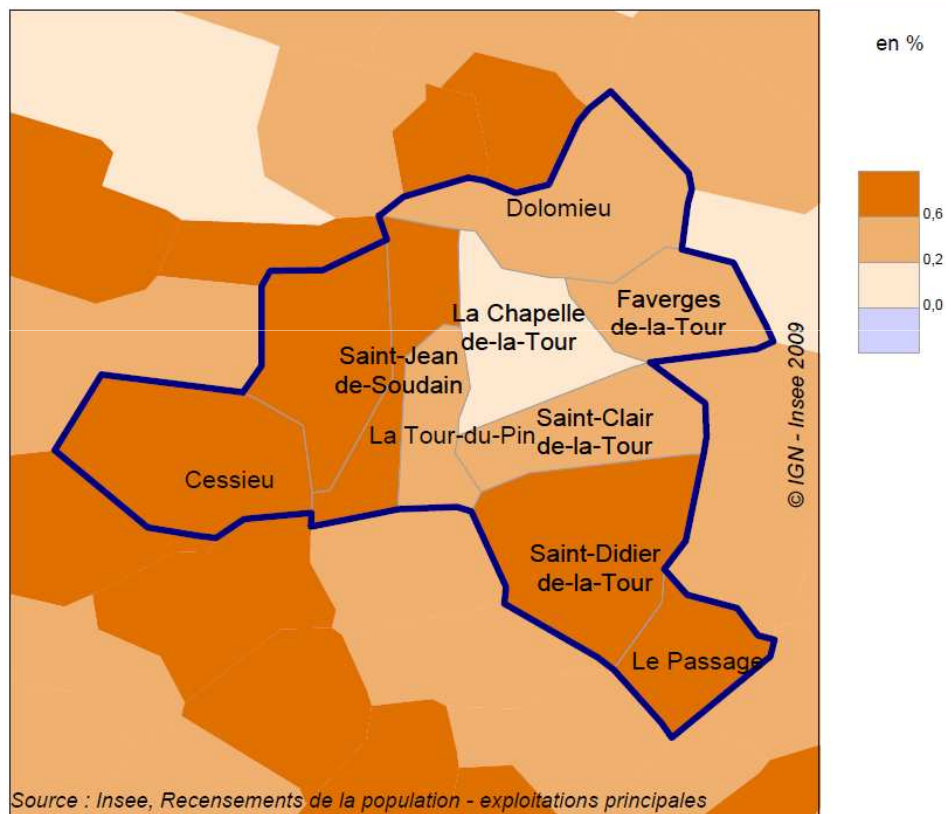 en %
0,6
0,2
0,0
Dolomieu
La Chapelle
de-la-Tour
Faverges
de-la-Tour
Saint-Jean
de-Soudain
La Tour-du-Pin
Saint-Clair
de-la-Tour
Cessieu
Saint-Didier
de-la-Tour
Le Passage
© IGN - Insee 2009
Source : Insee, Recensements de la population - exploitations principales